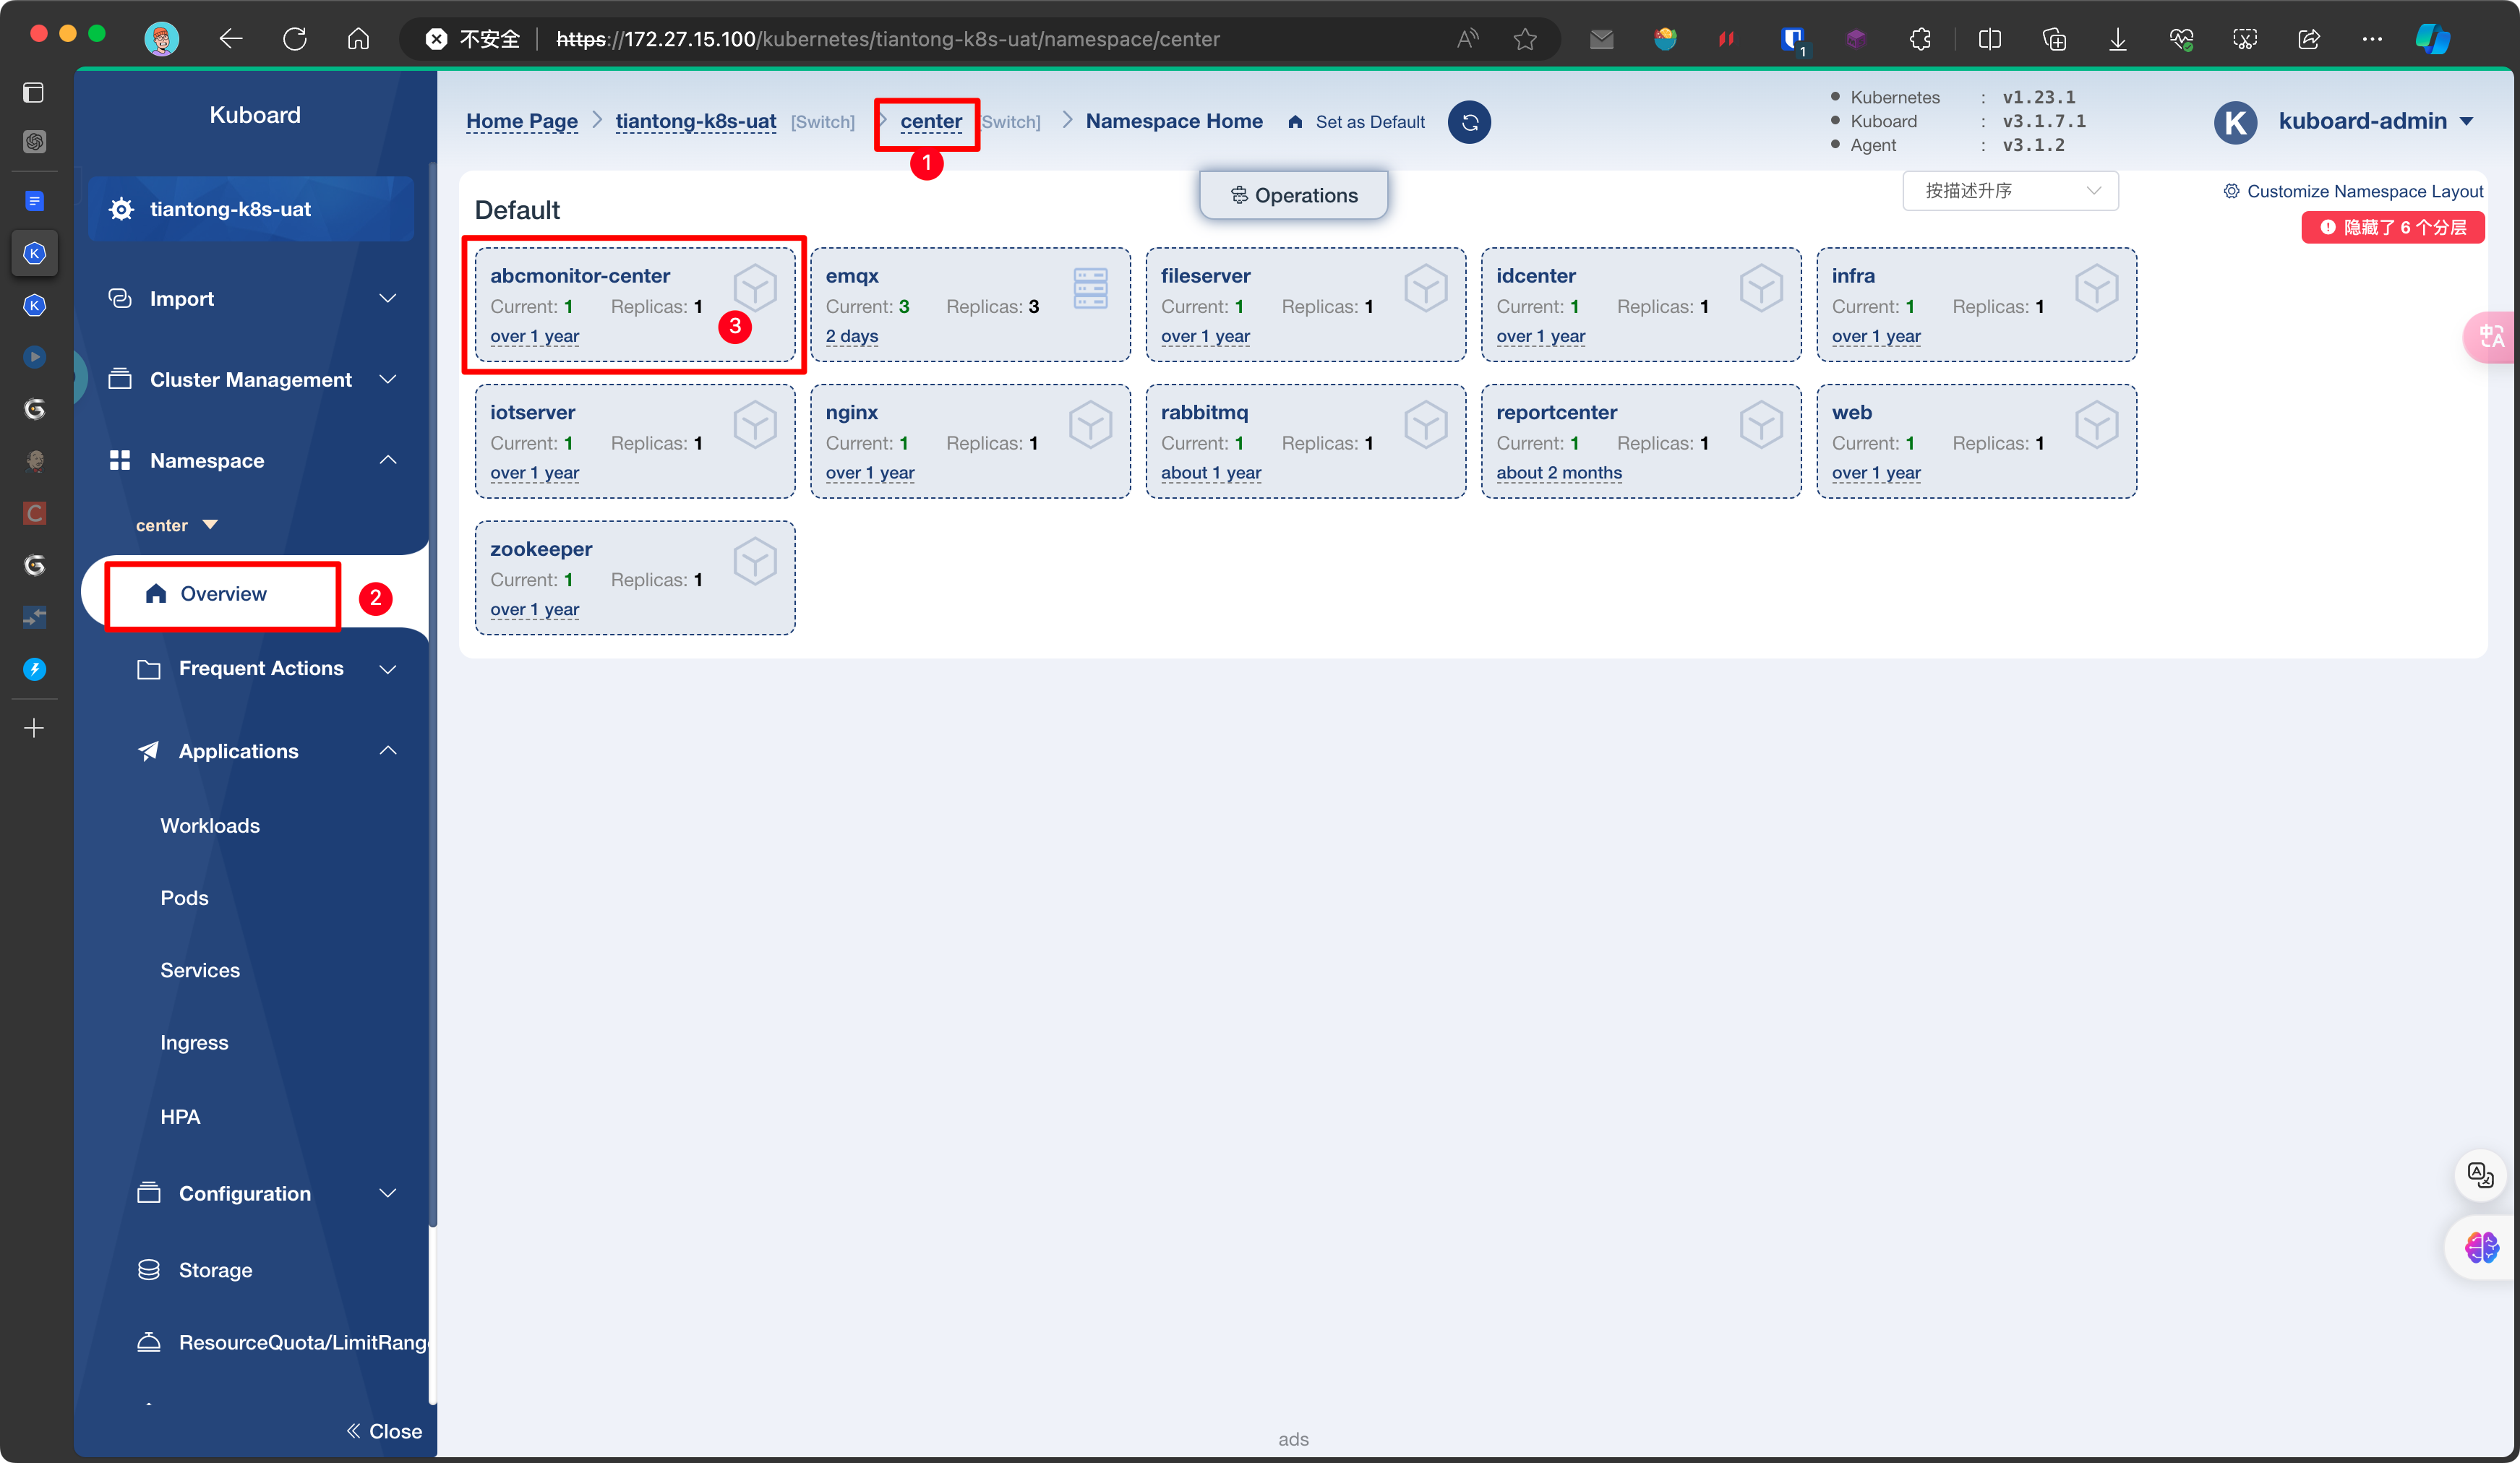 不安全 https://172.27.15.100/kubernetes/tiantong-k8s-uat/namespace/center
1
Kuboard
tiantong-k8s-uat
Import
Cluster Management
Namespace
center
Overview
2
Frequent Actions
Applications
Workloads
Pods
Services
Ingress
HPA
Configuration
Storage
ResourceQuota/LimitRang
Close
Home Page > tiantong-k8s-uat [Switch] > center Switch] > Namespace Home Set as Default
1
Kubernetes : v1.23.1
Kuboard : v3.1.7.1
Agent : v3.1.2
K kuboard-admin
Operations
按描述升序
Customize Namespace Layout
隐藏了 6 个分层
Default
abcmonitor-center
Current: 1 Replicas: 1
over 1 year
3
emqx
Current: 3 Replicas: 3
2 days
fileserver
Current: 1 Replicas: 1
over 1 year
idcenter
Current: 1 Replicas: 1
over 1 year
infra
Current: 1 Replicas: 1
over 1 year
iotserver
Current: 1 Replicas: 1
over 1 year
nginx
Current: 1 Replicas: 1
over 1 year
rabbitmq
Current: 1 Replicas: 1
about 1 year
reportcenter
Current: 1 Replicas: 1
about 2 months
web
Current: 1 Replicas: 1
over 1 year
zookeeper
Current: 1 Replicas: 1
over 1 year
ads